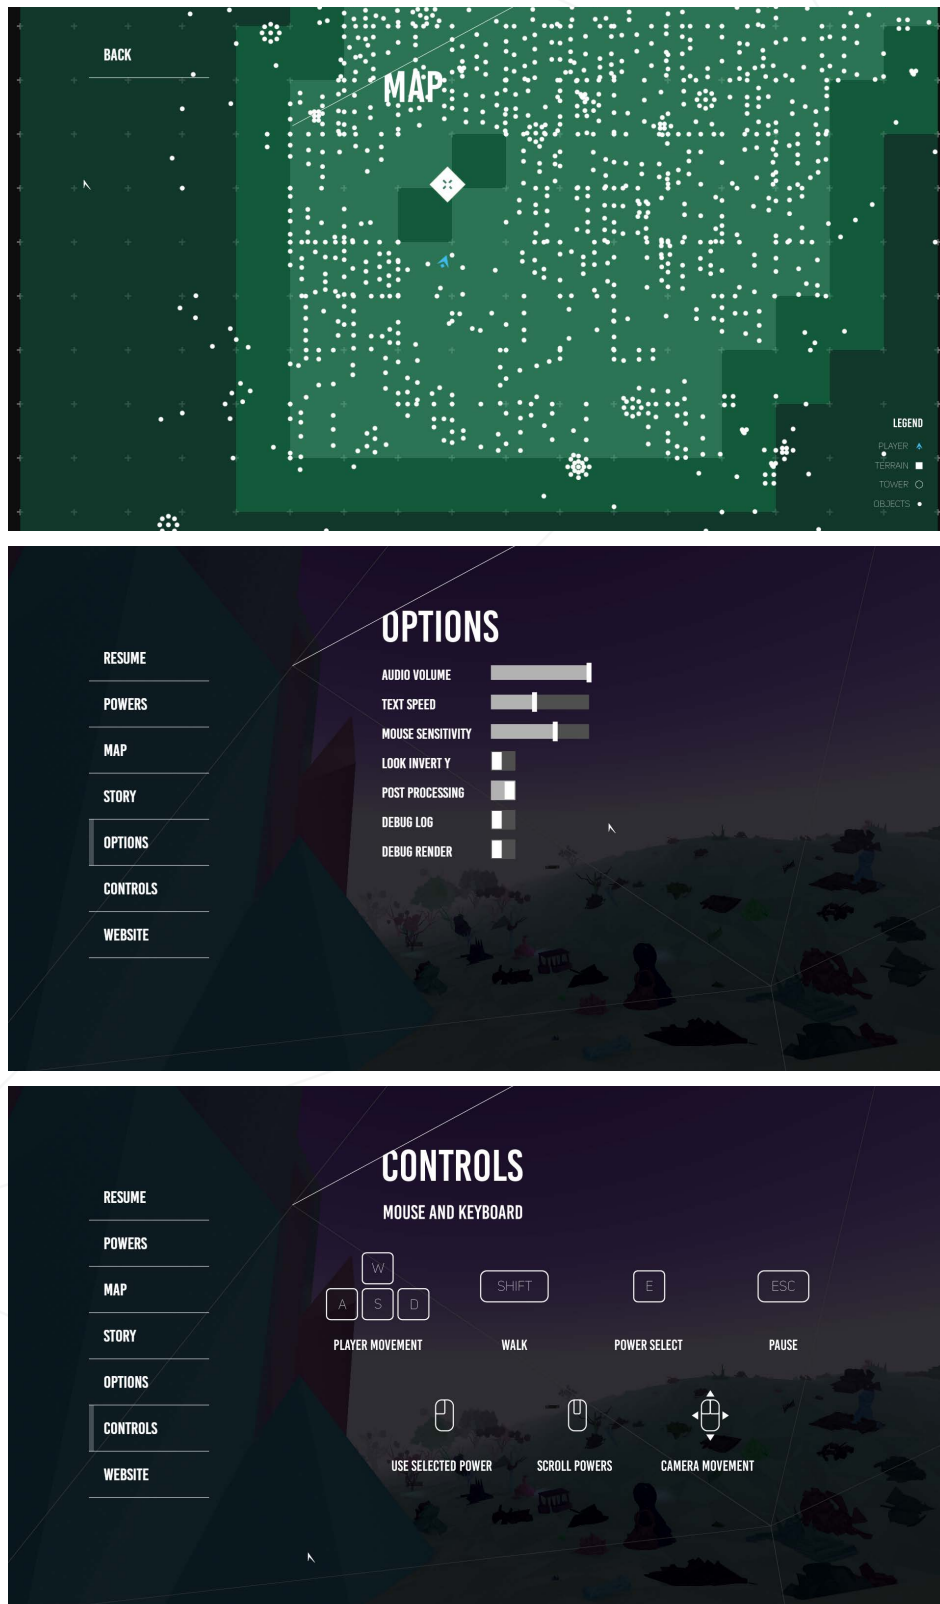 BACK
MAP
LEGEND
PLAYER
TERRAIN
TOWER
OBJECTS
OPTIONS
RESUME
POWERS
MAP
STORY
OPTIONS
CONTROLS
WEBSITE
AUDIO VOLUME
TEXT SPEED
MOUSE SENSITIVITY
LOOK INVERT Y
POST PROCESSING
DEBUG LOG
DEBUG RENDER
CONTROLS
MOUSE AND KEYBOARD
RESUME
POWERS
MAP
STORY
OPTIONS
CONTROLS
WEBSITE
W
A S D
SHIFT
E
ESC
PLAYER MOVEMENT
WALK
POWER SELECT
PAUSE
USE SELECTED POWER
SCROLL POWERS
CAMERA MOVEMENT